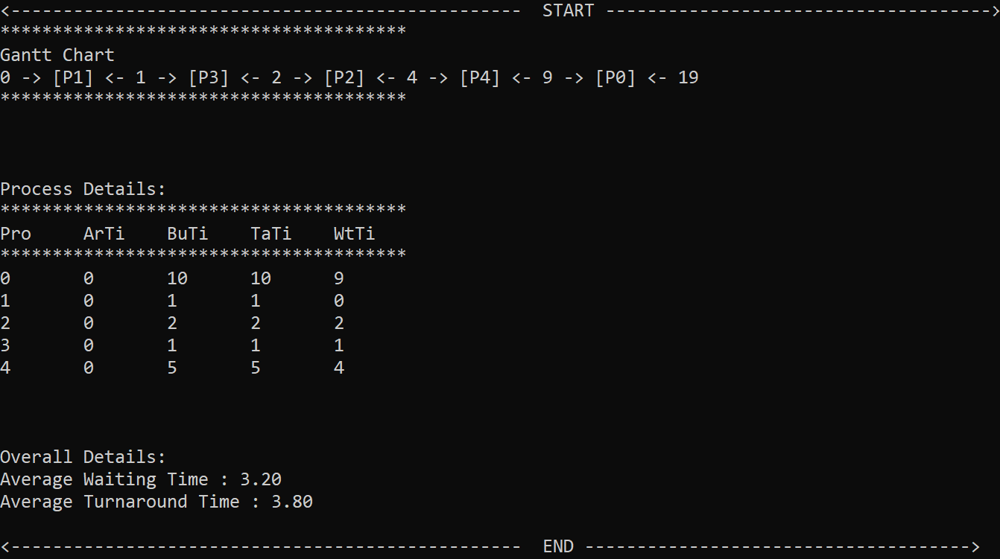 <-------------------------------------------------  START ------------------------------------->
***************************************
Gantt Chart
0 -> [P1] <- 1 -> [P3] <- 2 -> [P2] <- 4 -> [P4] <- 9 -> [P0] <- 19
***************************************
Process Details:
***************************************
Pro     ArTi    BuTi    TaTi    WtTi
***************************************
0       0       10      10      9
1       0       1       1       0
2       0       2       2       2
3       0       1       1       1
4       0       5       5       4
Overall Details:
Average Waiting Time : 3.20
Average Turnaround Time : 3.80
<-------------------------------------------------  END ------------------------------------->